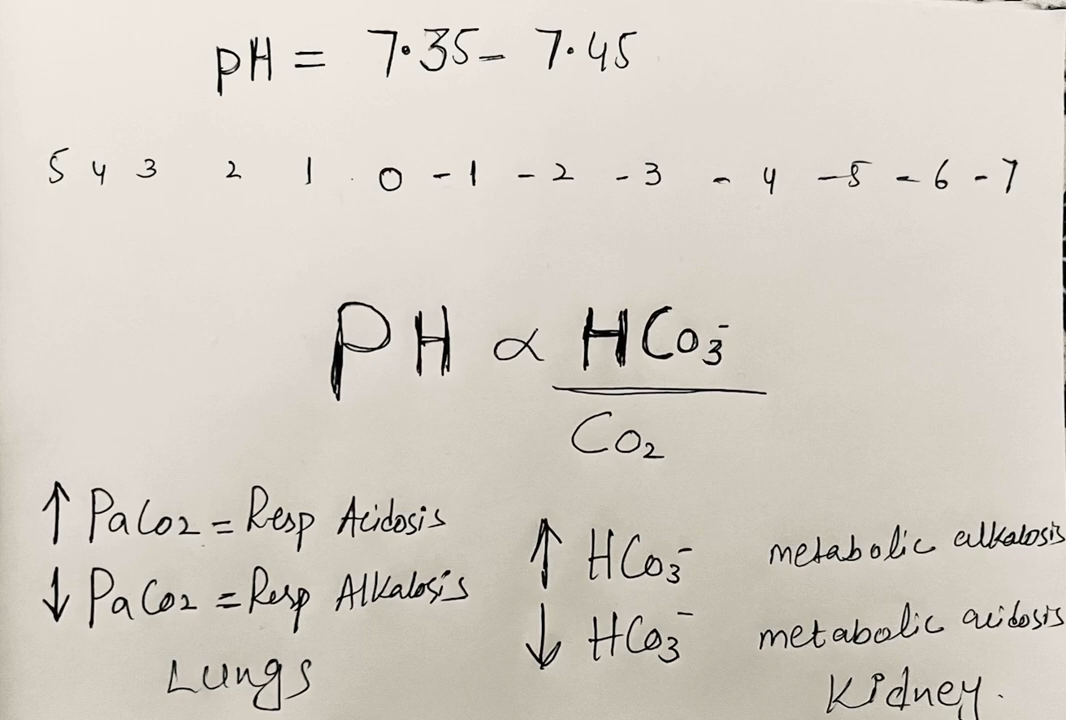 pH = 7.35 - 7.45
5 4 3 2 1 0 -1 -2 -3 -4 -5 -6 -7
PH ∝ HCo₃⁻
Co₂
↑ PaCo₂ = Resp Acidosis
↓ PaCo₂ = Resp Alkalosis
Lungs
↑ HCo₃⁻ metabolic alkalosis
↓ HCo₃⁻ metabolic acidosis
Kidney.